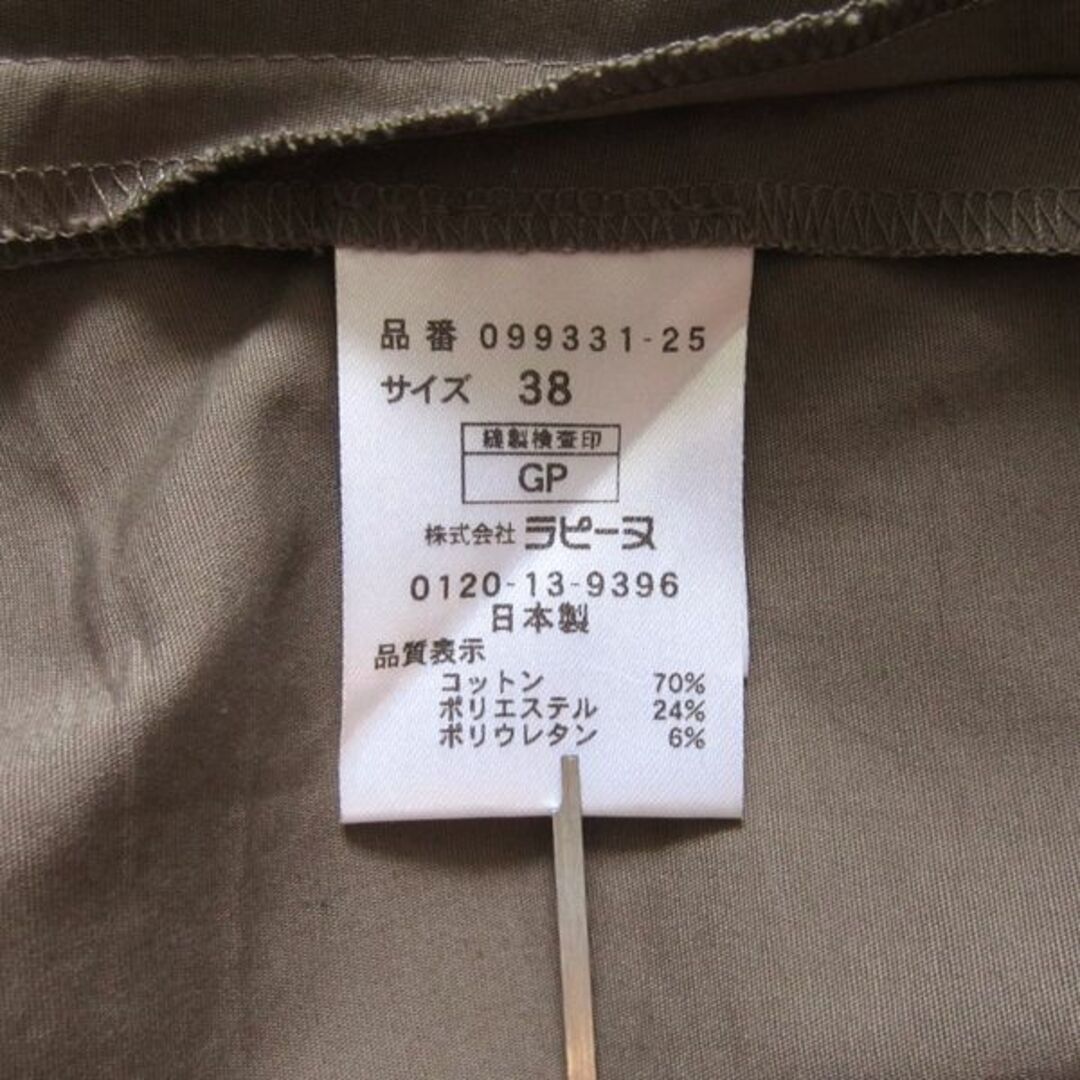 品番 099331-25
サイズ 38
縫製検査印
GP
株式会社 ラピーヌ
0120-13-9396
日本製
品質表示
コットン 70%
ポリエステル 24%
ポリウレタン 6%